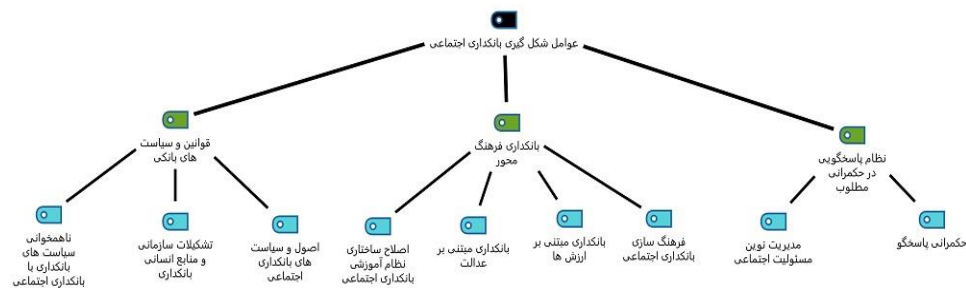 عوامل شکل گیری بانکداری اجتماعی
نظام پاسخگویی
در حکمرانی
مطلوب
بانکداری فرهنگ
محور
قوانین و سیاست
های بانکی
حکمرانی پاسخگو
مدیریت نوین
مسئولیت اجتماعی
فرهنگ سازی
بانکداری اجتماعی
بانکداری مبتنی بر
ارزش ها
بانکداری مبتنی بر
عدالت
اصلاح ساختاری
نظام آموزشی
بانکداری اجتماعی
اصول و سیاست
های بانکداری
اجتماعی
تشکیلات سازمانی
و منابع انسانی
بانکداری
ناهمخوانی
سیاست های
بانکداری با
بانکداری اجتماعی